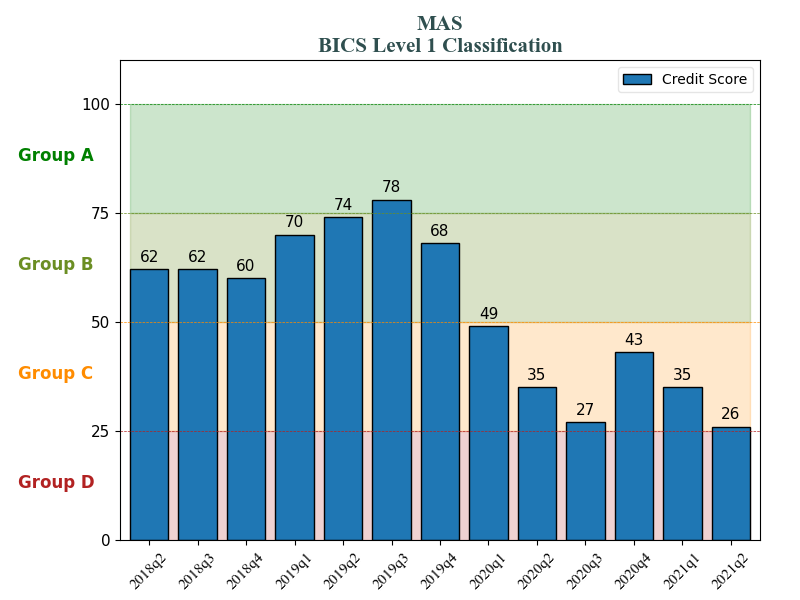 MAS
BICS Level 1 Classification
Credit Score
100
Group A
78
75
74
70
68
62
62
60
Group B
50
49
43
Group C
35
35
27
26
25
Group D
0
2018q2
2018q3
2018q4
2019q1
2019q2
2019q3
2019q4
2020q1
2020q2
2020q3
2020q4
2021q1
2021q2